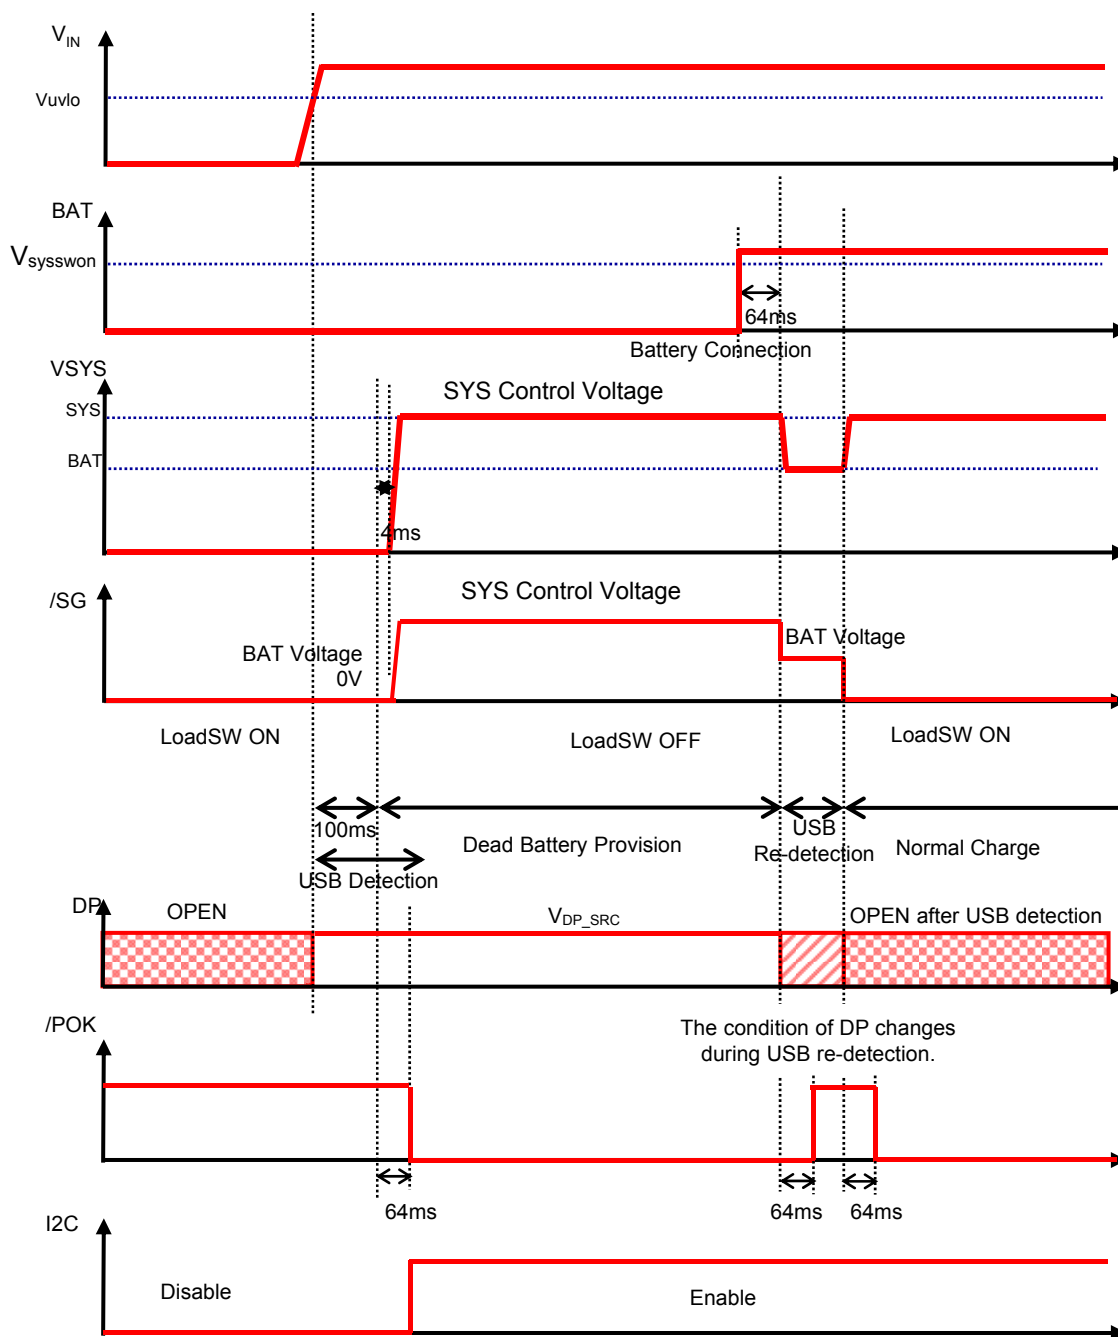 VIN
Vuvlo
BAT
Vsysswon
64ms
Battery Connection
VSYS
SYS Control Voltage
SYS
BAT
4ms
/SG
SYS Control Voltage
BAT Voltage
BAT Voltage
0V
LoadSW ON
LoadSW OFF
LoadSW ON
100ms
Dead Battery Provision
USB
Re-detection
Normal Charge
USB Detection
DP
OPEN
VDP_SRC
OPEN after USB detection
/POK
The condition of DP changes
during USB re-detection.
64ms
64ms
64ms
I2C
Disable
Enable